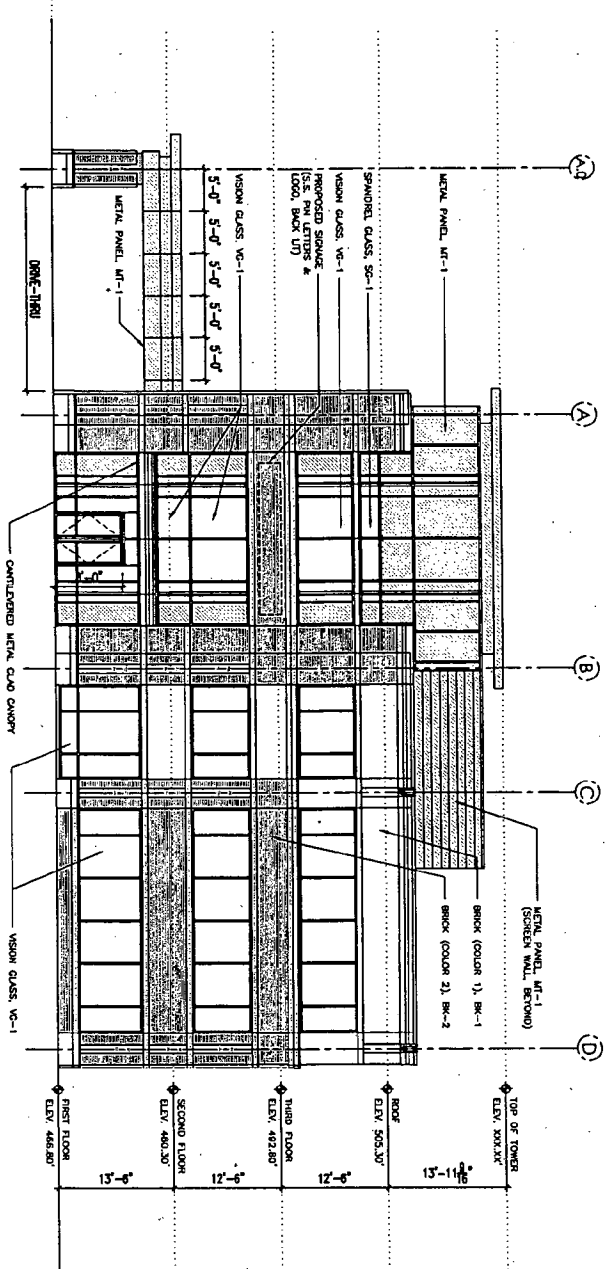 A.q
A
B
C
D
METAL PANEL, MT-1
SPANDREL GLASS, SG-1
VISION GLASS, VG-1
PROPOSED SIGNAGE
(S.S. PIN LETTERS &
LOGO, BACK LIT)
VISION GLASS, VG-1
5'-0"
5'-0"
5'-0"
5'-0"
5'-0"
METAL PANEL, MT-1
DRIVE-THRU
CANTILEVERED METAL CLAD CANOPY
METAL PANEL, MT-1
(SCREEN WALL, BEYOND)
BRICK (COLOR 1), BK-1
BRICK (COLOR 2), BK-2
VISION GLASS, VG-1
TOP OF TOWER
ELEV. XXX.XX'
13'-11 9/16"
ROOF
ELEV. 505.30'
12'-6"
THIRD FLOOR
ELEV. 492.80'
12'-6"
SECOND FLOOR
ELEV. 480.30'
13'-6"
FIRST FLOOR
ELEV. 466.80'